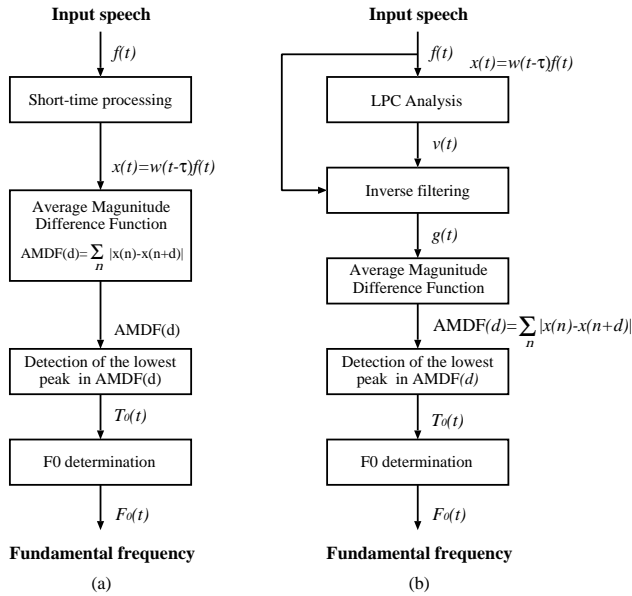 Input speech
f(t)
Short-time processing
x(t)=w(t-τ)f(t)
Average Magunitude
Difference Function
AMDF(d)=∑n |x(n)-x(n+d)|
AMDF(d)
Detection of the lowest
peak in AMDF(d)
T0(t)
F0 determination
F0(t)
Fundamental frequency
(a)
Input speech
f(t)
x(t)=w(t-τ)f(t)
LPC Analysis
v(t)
Inverse filtering
g(t)
Average Magunitude
Difference Function
AMDF(d)=∑n |x(n)-x(n+d)|
Detection of the lowest
peak in AMDF(d)
T0(t)
F0 determination
F0(t)
Fundamental frequency
(b)